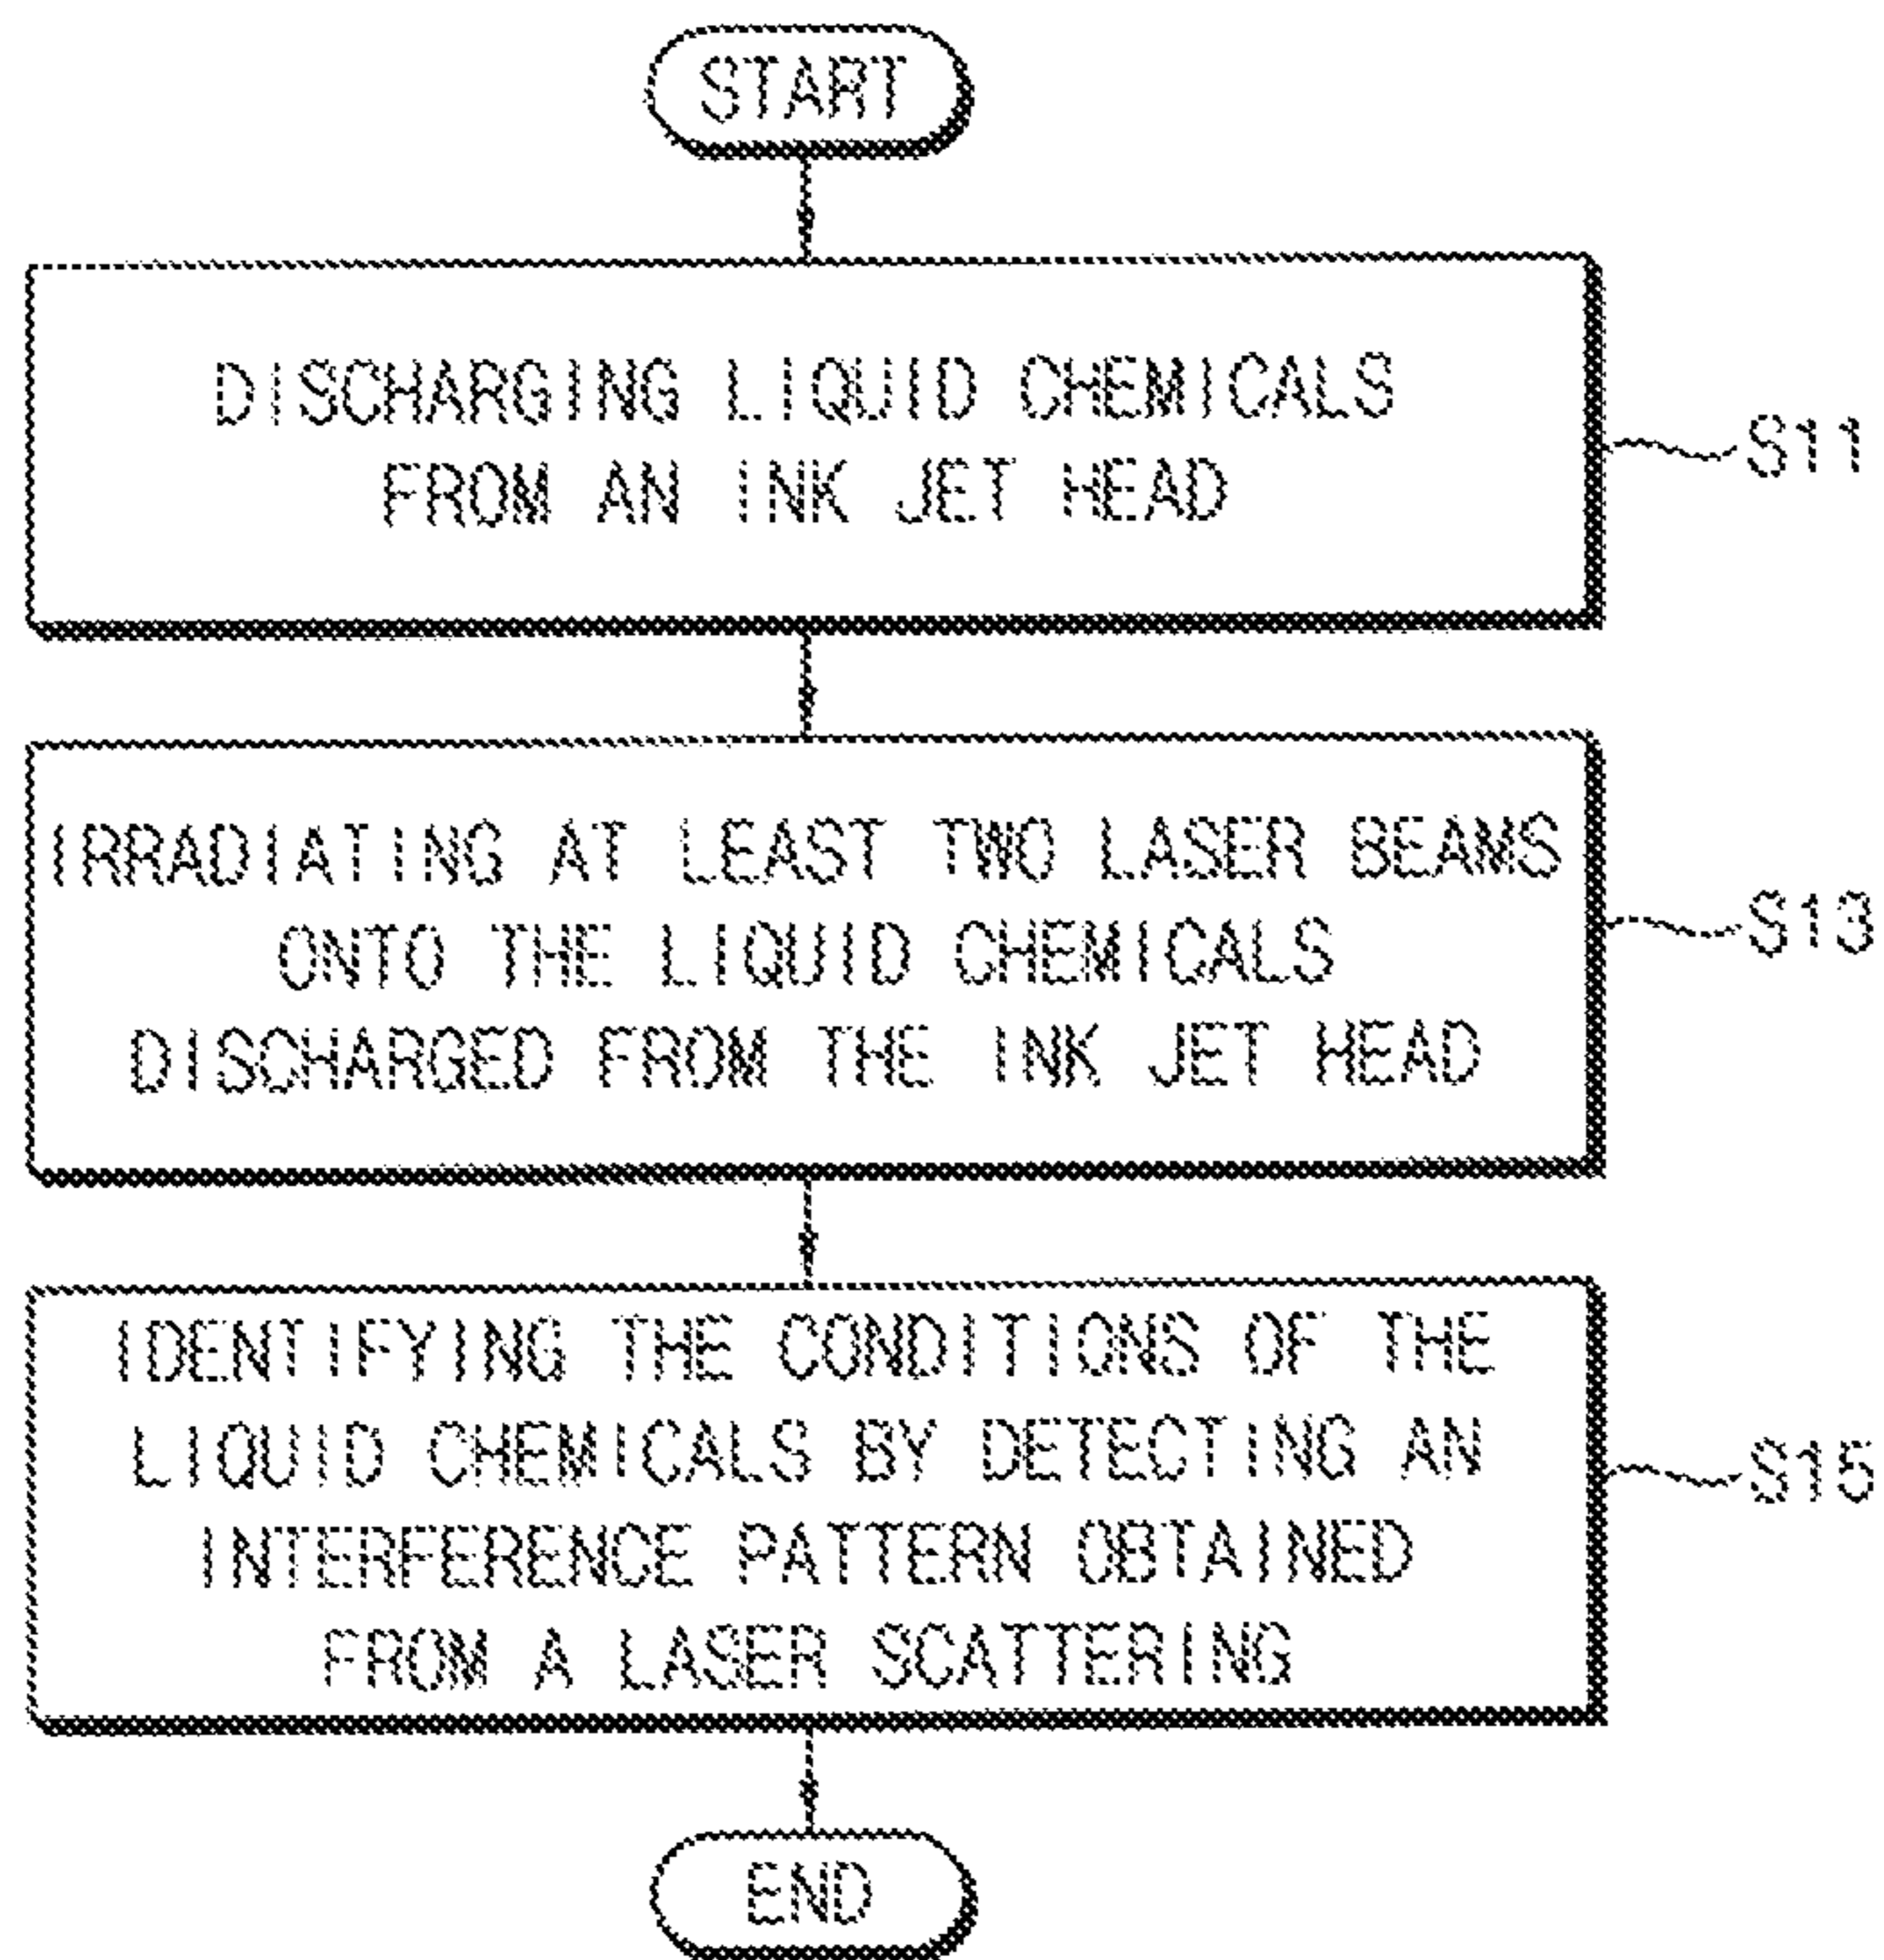 START
DISCHARGING LIQUID CHEMICALS
FROM AN INK JET HEAD
S11
IRRADIATING AT LEAST TWO LASER BEAMS
ONTO THE LIQUID CHEMICALS
DISCHARGED FROM THE INK JET HEAD
S13
IDENTIFYING THE CONDITIONS OF THE
LIQUID CHEMICALS BY DETECTING AN
INTERFERENCE PATTERN OBTAINED
FROM A LASER SCATTERING
S15
END